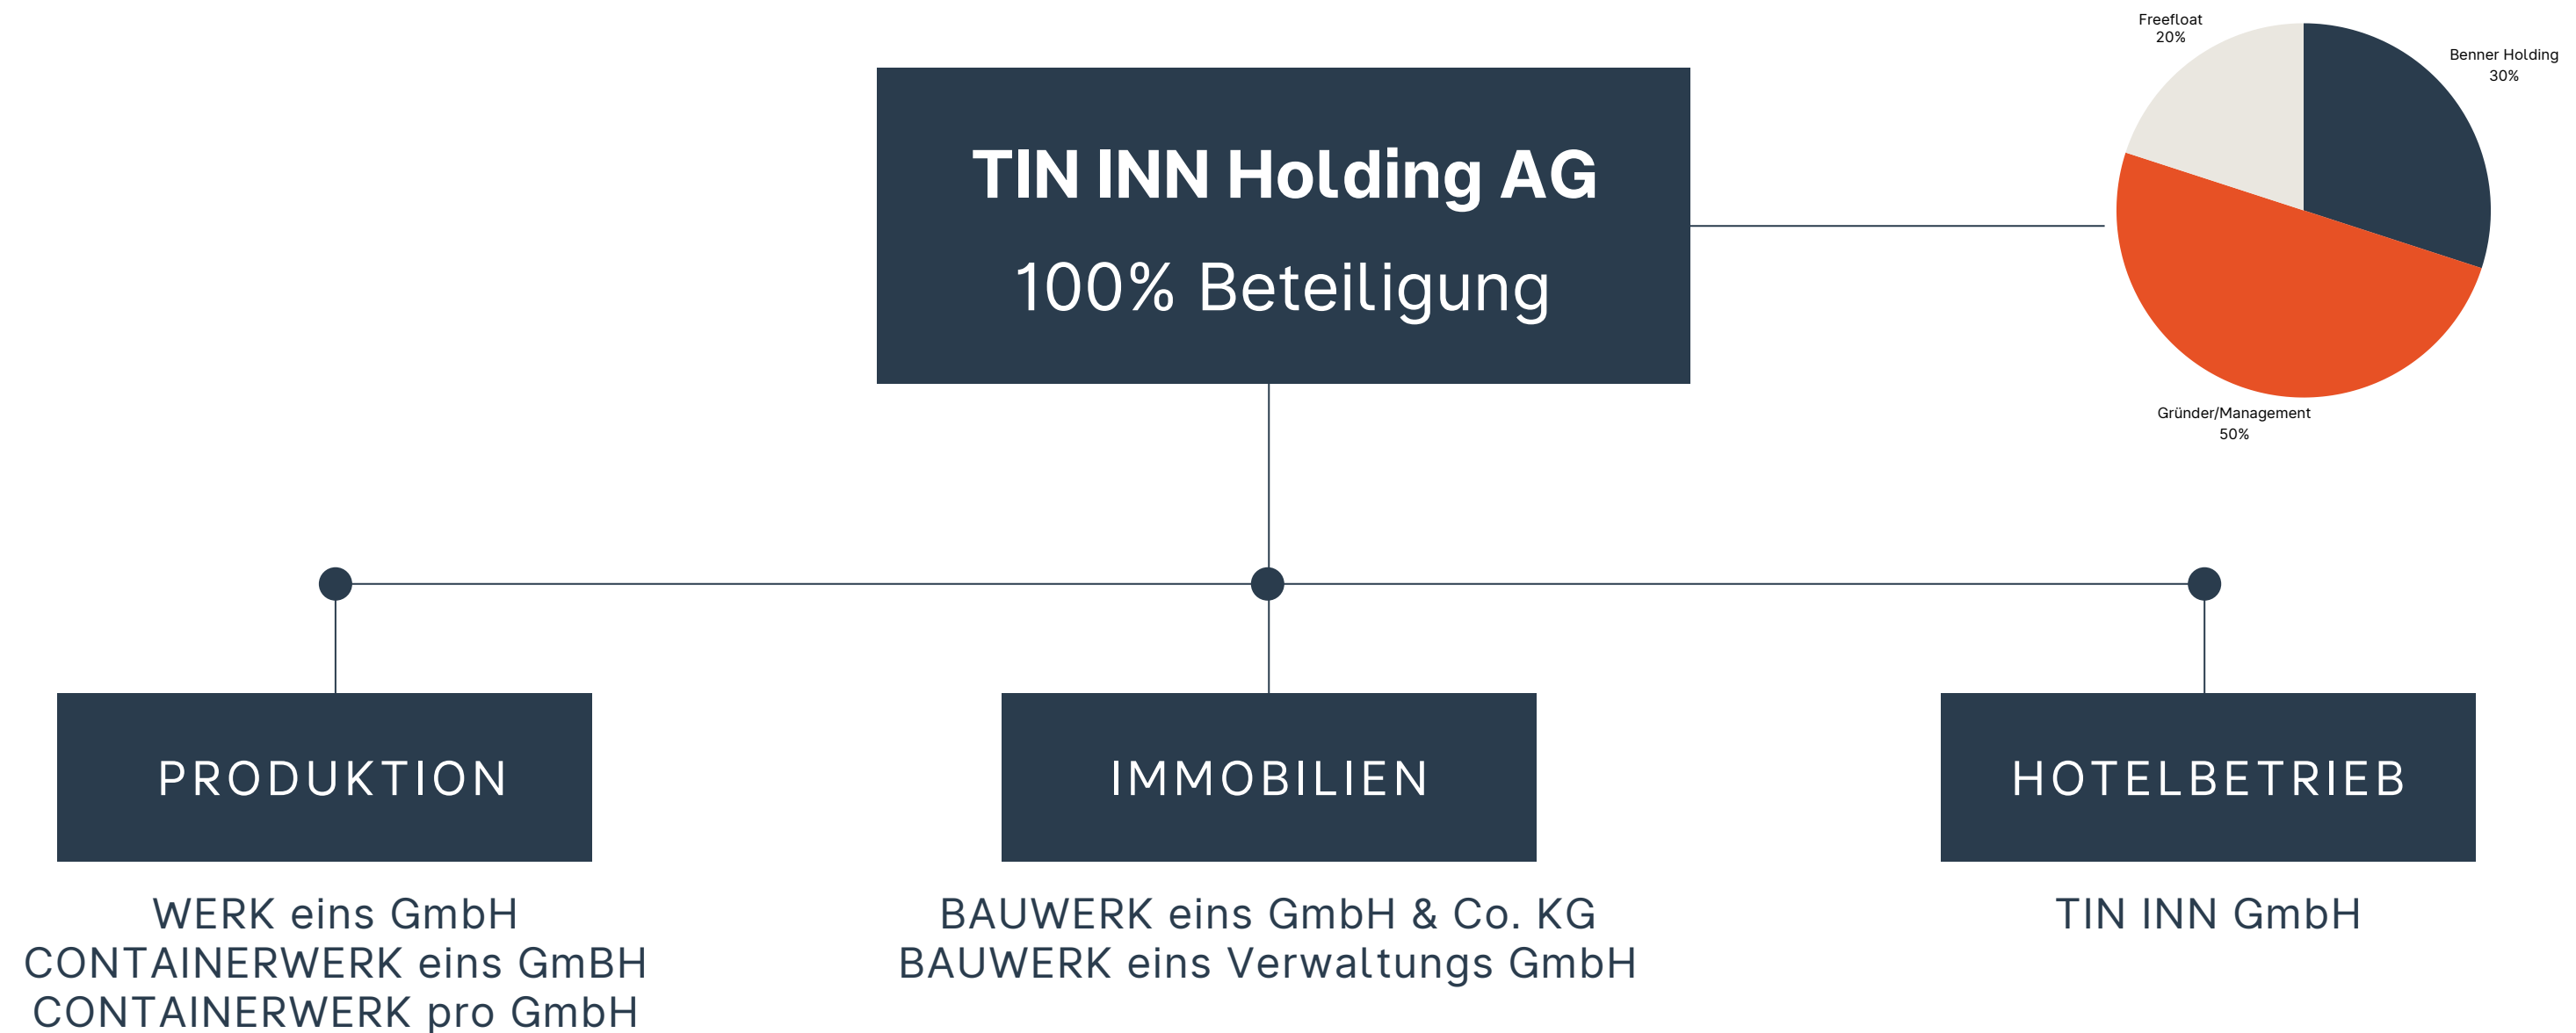 Freefloat
20%
Benner Holding
30%
TIN INN Holding AG
100% Beteiligung
Gründer/Management
50%
PRODUKTION
IMMOBILIEN
HOTELBETRIEB
WERK eins GmbH
CONTAINERWERK eins GmBH
CONTAINERWERK pro GmbH
BAUWERK eins GmbH & Co. KG
BAUWERK eins Verwaltungs GmbH
TIN INN GmbH